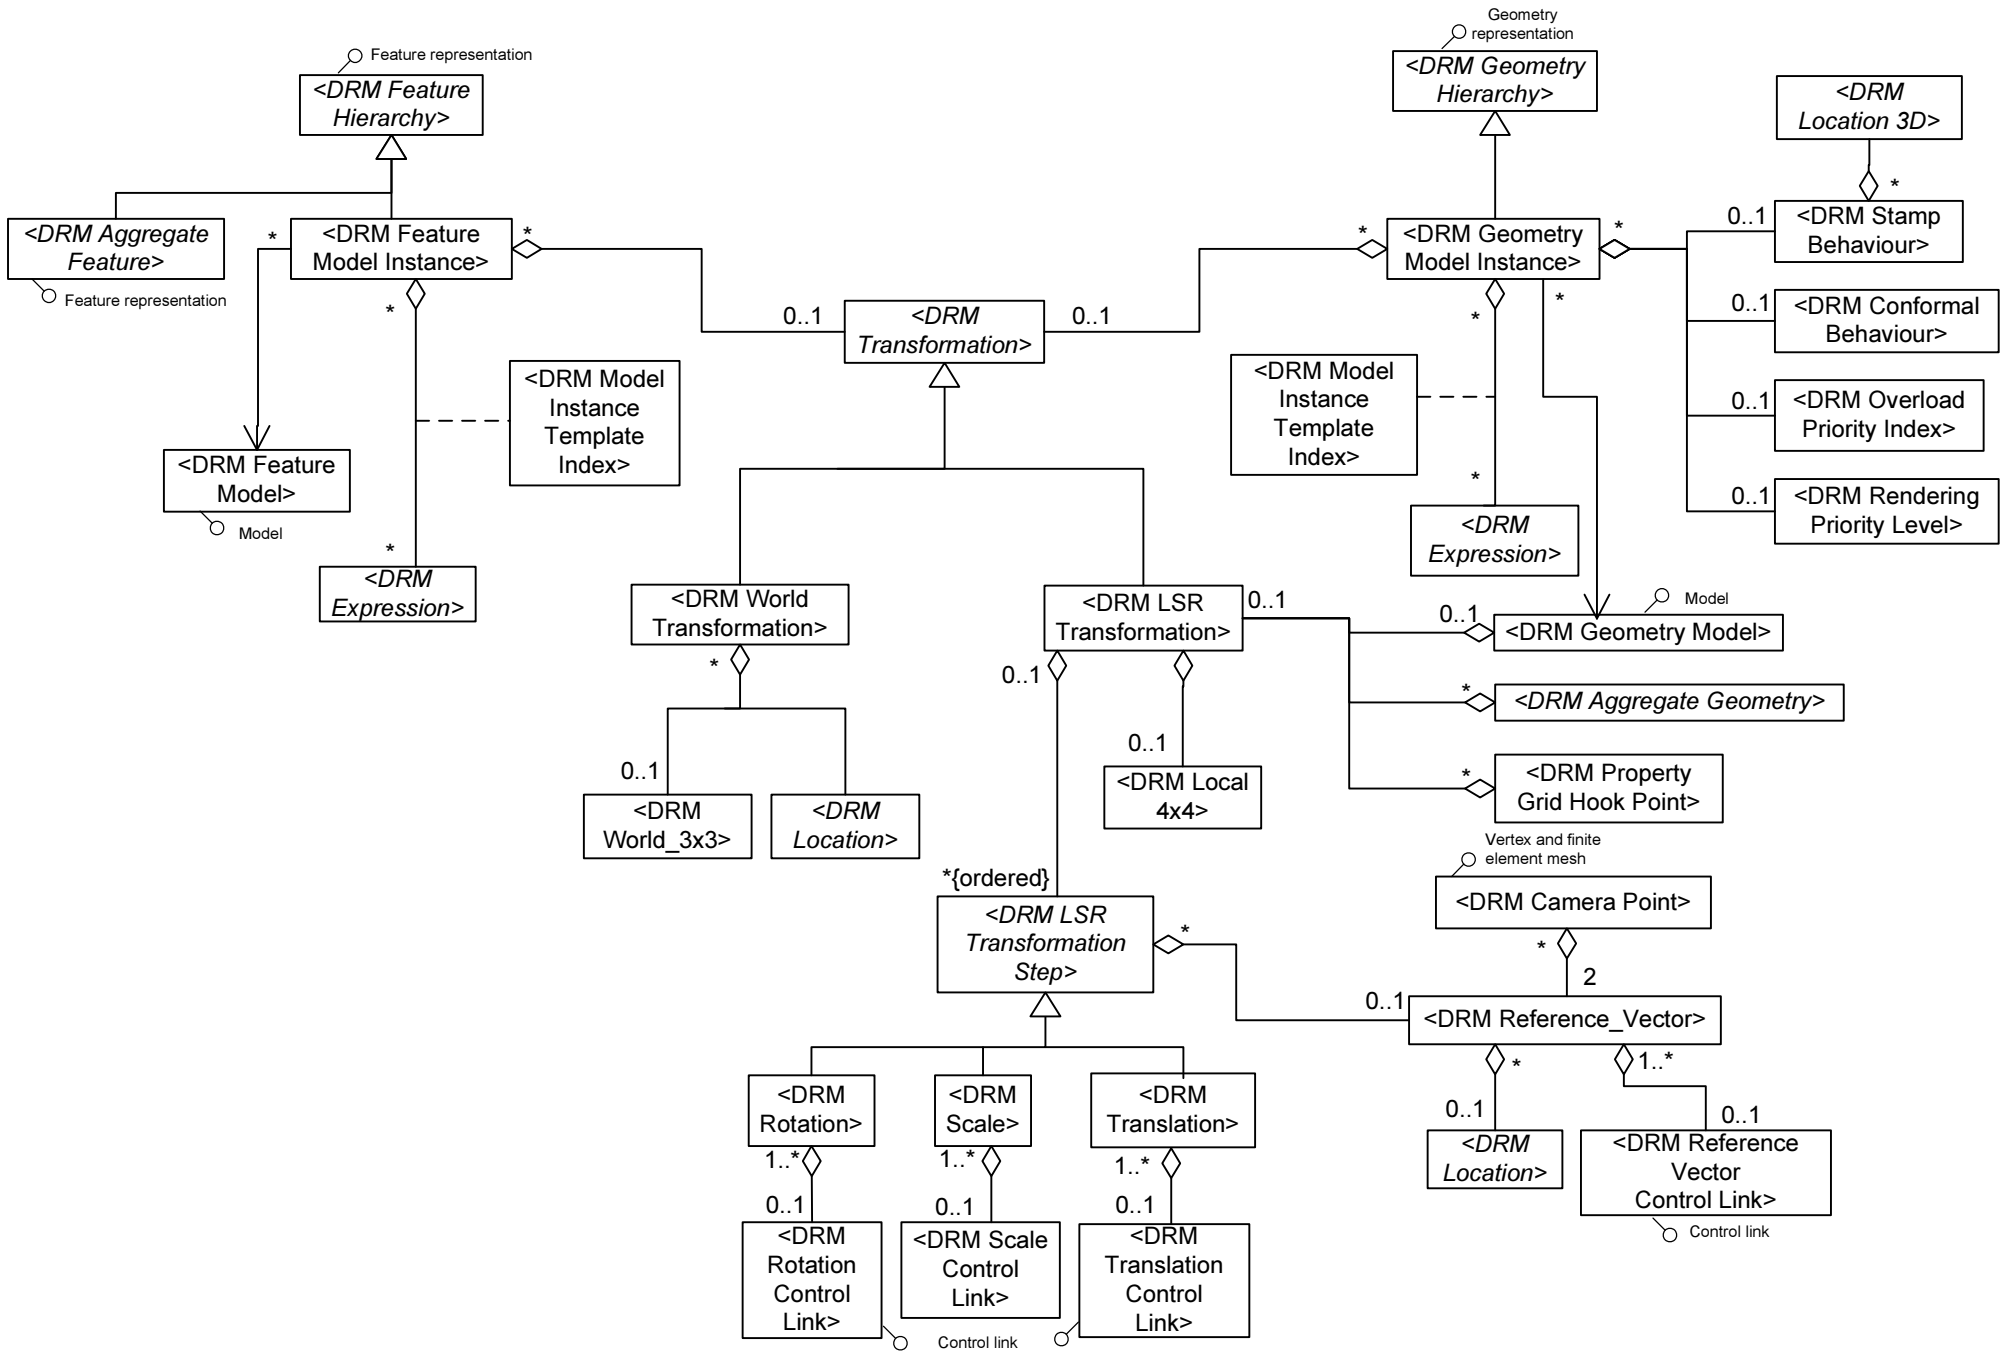 Geometry
representation
Feature representation
<DRM Feature
Hierarchy>
<DRM Geometry
Hierarchy>
<DRM
Location 3D>
*
<DRM Aggregate
Feature>
Feature representation
*
<DRM Feature
Model Instance>
*
0..1
*
<DRM Geometry
Model Instance>
*
0..1
<DRM Stamp
Behaviour>
*
0..1
<DRM
Transformation>
0..1
*
*
0..1
<DRM Conformal
Behaviour>
<DRM Model
Instance
Template
Index>
<DRM Model
Instance
Template
Index>
0..1
<DRM Overload
Priority Index>
<DRM Feature
Model>
Model
*
<DRM
Expression>
*
<DRM
Expression>
0..1
<DRM Rendering
Priority Level>
<DRM World
Transformation>
*
<DRM LSR
Transformation>
0..1
Model
0..1
<DRM Geometry Model>
0..1
*
<DRM Aggregate Geometry>
0..1
<DRM
World_3x3>
<DRM
Location>
0..1
<DRM Local
4x4>
*
<DRM Property
Grid Hook Point>
Vertex and finite
element mesh
<DRM Camera Point>
*{ordered}
<DRM LSR
Transformation
Step>
*
*
2
0..1
<DRM Reference_Vector>
*
1..*
0..1
0..1
<DRM
Location>
<DRM Reference
Vector
Control Link>
Control link
<DRM
Rotation>
<DRM
Scale>
<DRM
Translation>
1..*
1..*
1..*
0..1
0..1
0..1
<DRM
Rotation
Control
Link>
<DRM Scale
Control
Link>
<DRM
Translation
Control
Link>
Control link